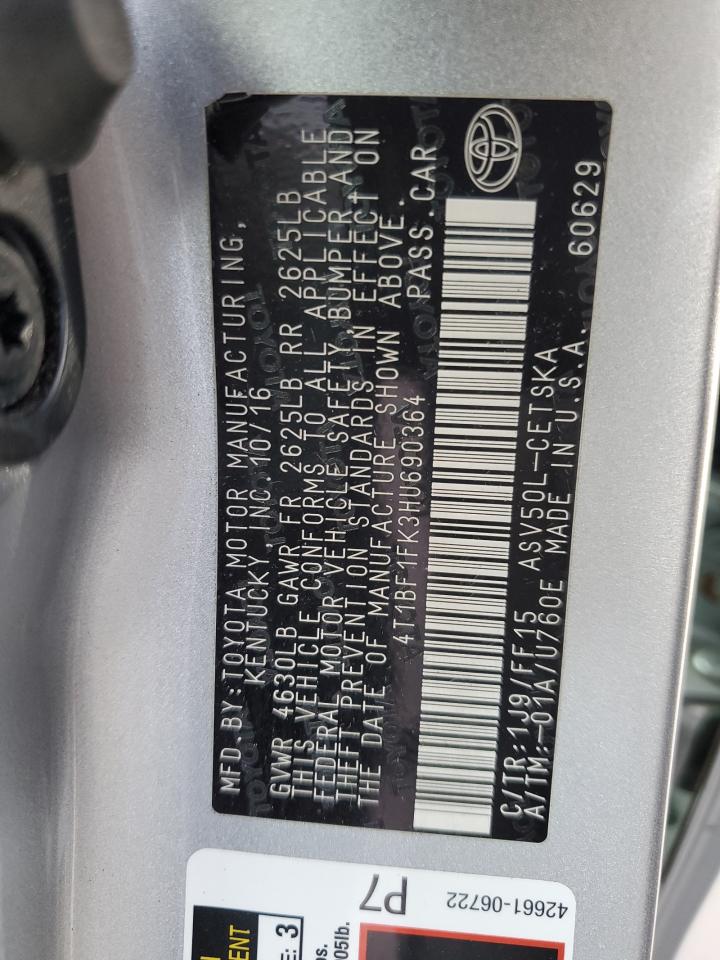 MFD.BY:TOYOTA MOTOR MANUFACTURING,
KENTUCKY, INC. 10/16
GVWR 4630LB GAWR FR 2625LB RR 2625LB
THIS VEHICLE CONFORMS TO ALL APPLICABLE
FEDERAL MOTOR VEHICLE SAFETY, BUMPER, AND
THEFT PREVENTION STANDARDS IN EFFECT ON
THE DATE OF MANUFACTURE SHOWN ABOVE.
4T1BF1FK3HU690364 PASS.CAR
C/TR:1J9/FF15 ASV50L-CETSKA
A/TM:-01A/U760E MADE IN U.S.A. 60629
P7
42661-06722
ENT
E: 3
05lb.